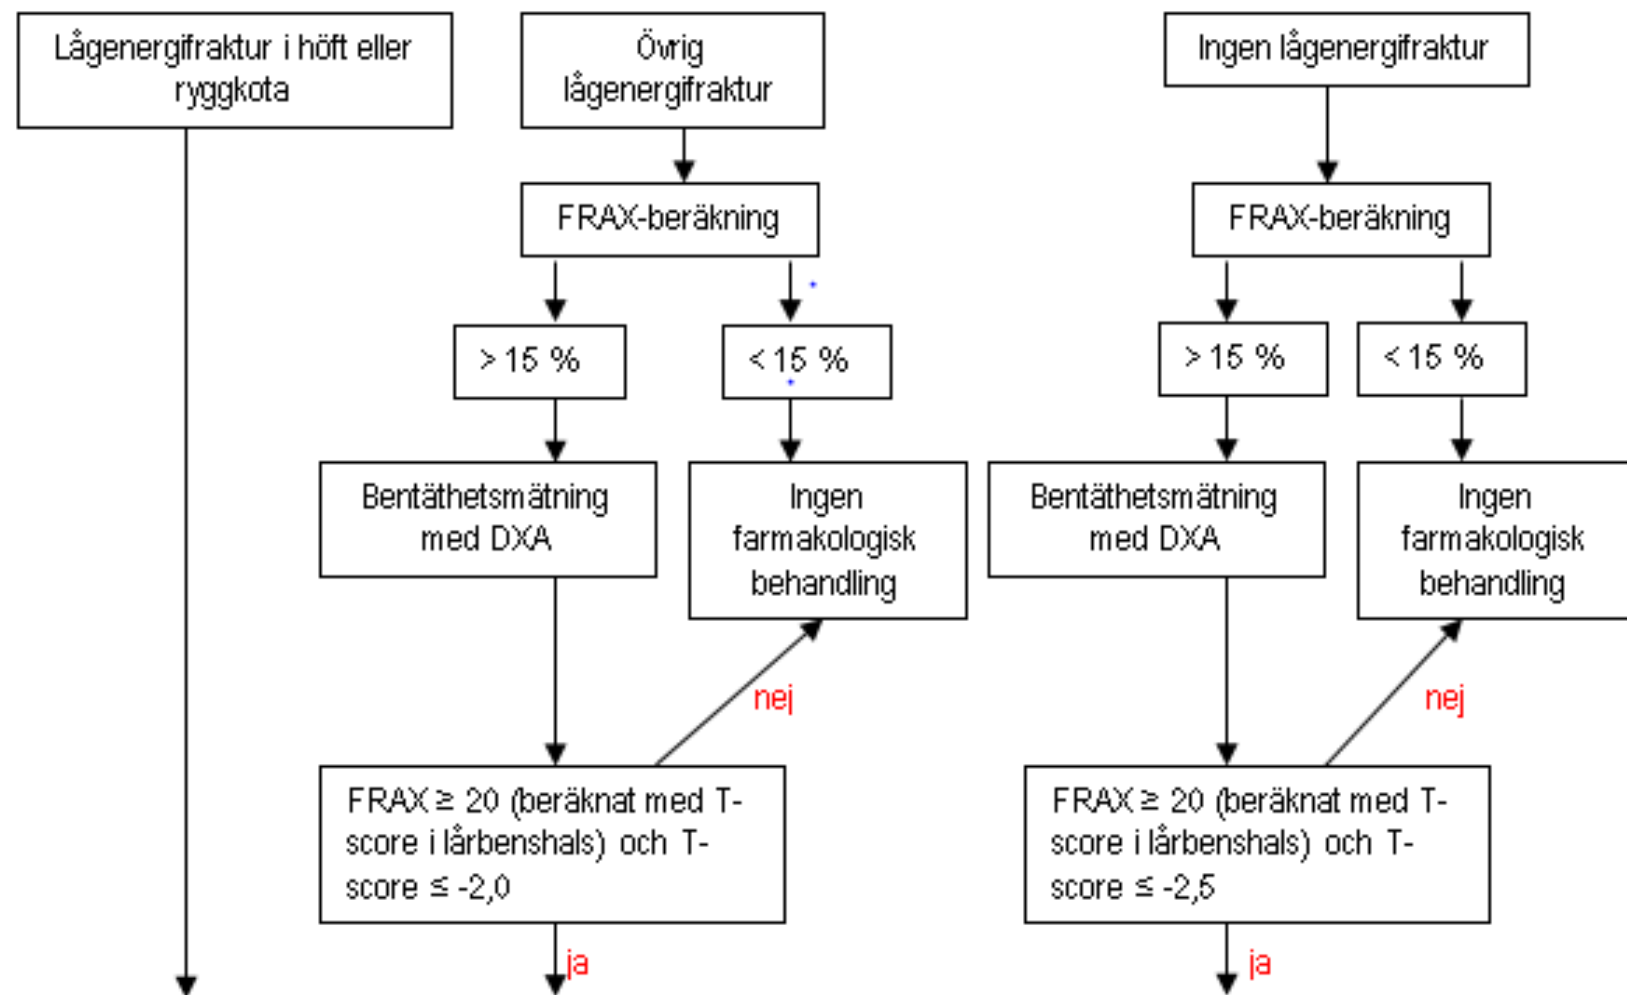 Lågenergifraktur i höft eller
ryggkota
Övrig
lågenergifraktur
FRAX-beräkning
> 15 %
< 15 %
Bentäthetsmätning
med DXA
Ingen
farmakologisk
behandling
nej
FRAX ≥ 20 (beräknat med T-
score i lårbenshals) och T-
score ≤ -2,0
ja
Ingen lågenergifraktur
FRAX-beräkning
> 15 %
< 15 %
Bentäthetsmätning
med DXA
Ingen
farmakologisk
behandling
nej
FRAX ≥ 20 (beräknat med T-
score i lårbenshals) och T-
score ≤ -2,5
ja